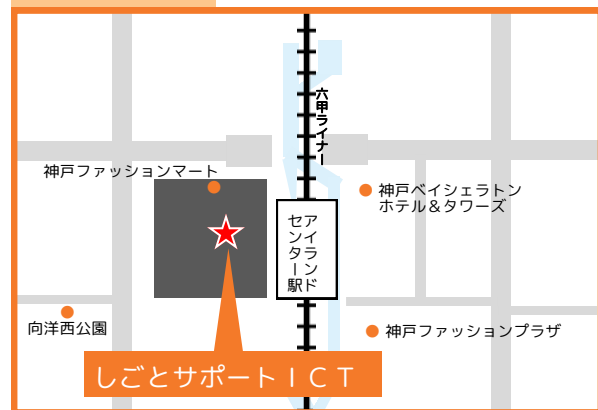 六甲ライナー
神戸ファッションマート
神戸ベイシェラトン
ホテル＆タワーズ
アイランド
センター駅
向洋西公園
神戸ファッションプラザ
しごとサポートＩＣＴ